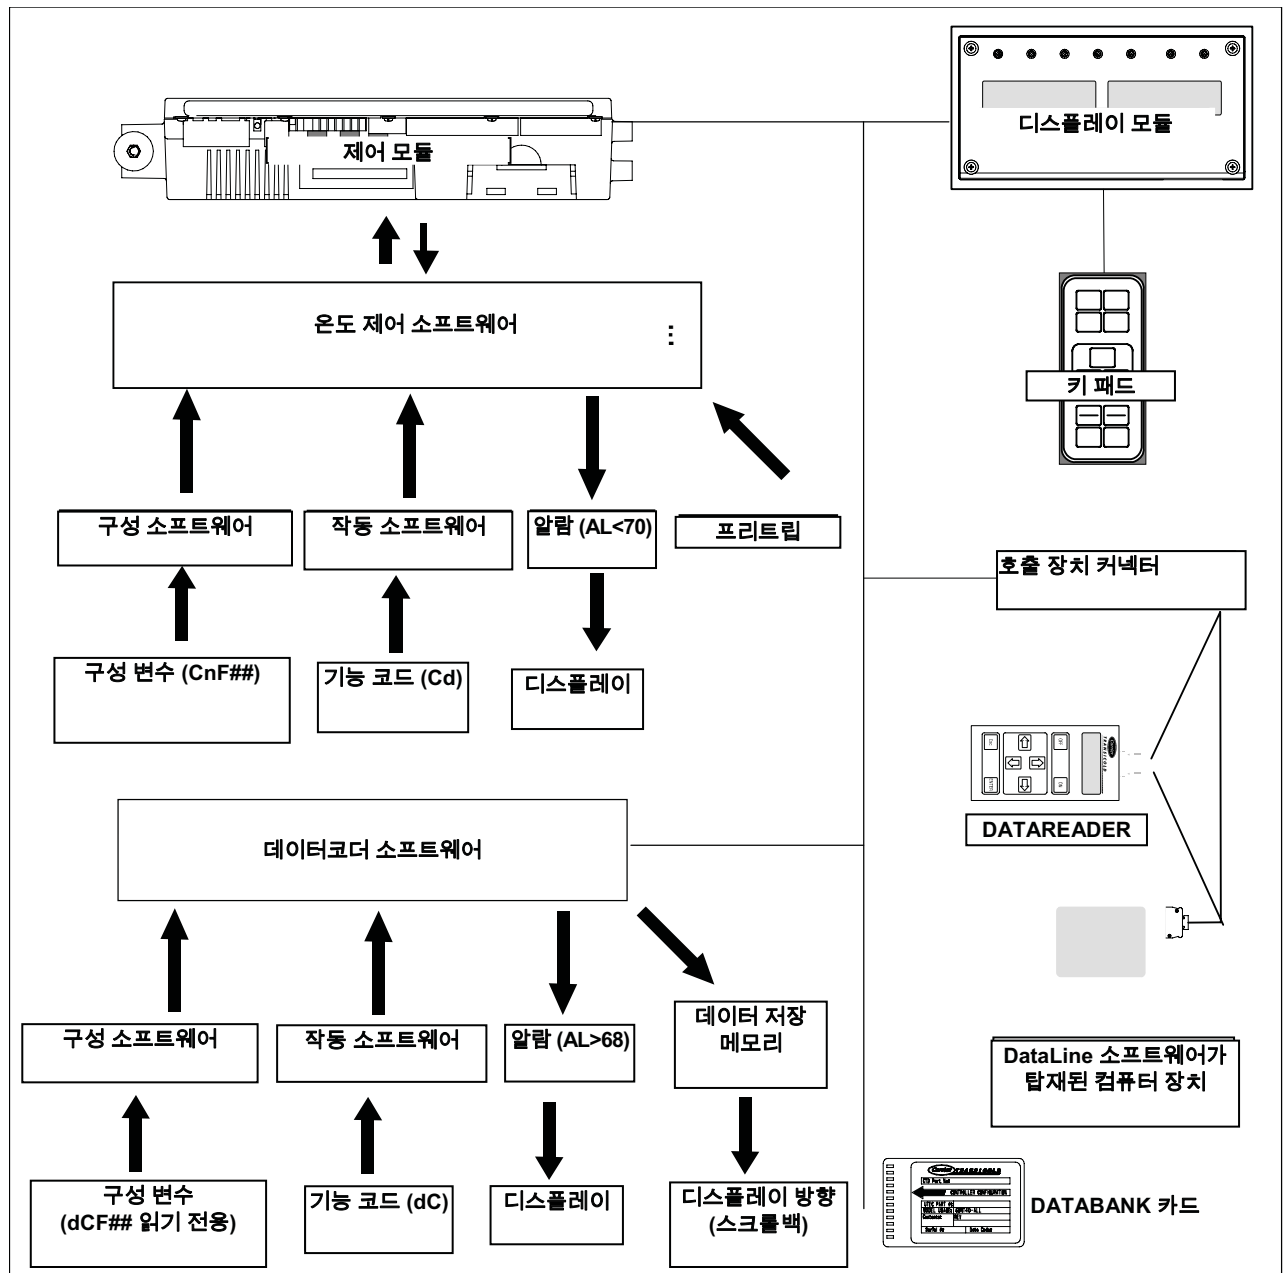 디스플레이 모듈
제어 모듈
온도 제어 소프트웨어
...
키 패드
구성 소프트웨어
작동 소프트웨어
알람 (AL<70)
프리트립
호출 장치 커넥터
구성 변수 (CnF##)
기능 코드 (Cd)
디스플레이
DATAREADER
데이터코더 소프트웨어
구성 소프트웨어
작동 소프트웨어
알람 (AL>68)
데이터 저장
메모리
DataLine 소프트웨어가
탑재된 컴퓨터 장치
구성 변수
(dCF## 읽기 전용)
기능 코드 (dC)
디스플레이
디스플레이 방향
(스크롤백)
DATABANK 카드
CONTROLLER CONFIGURATION